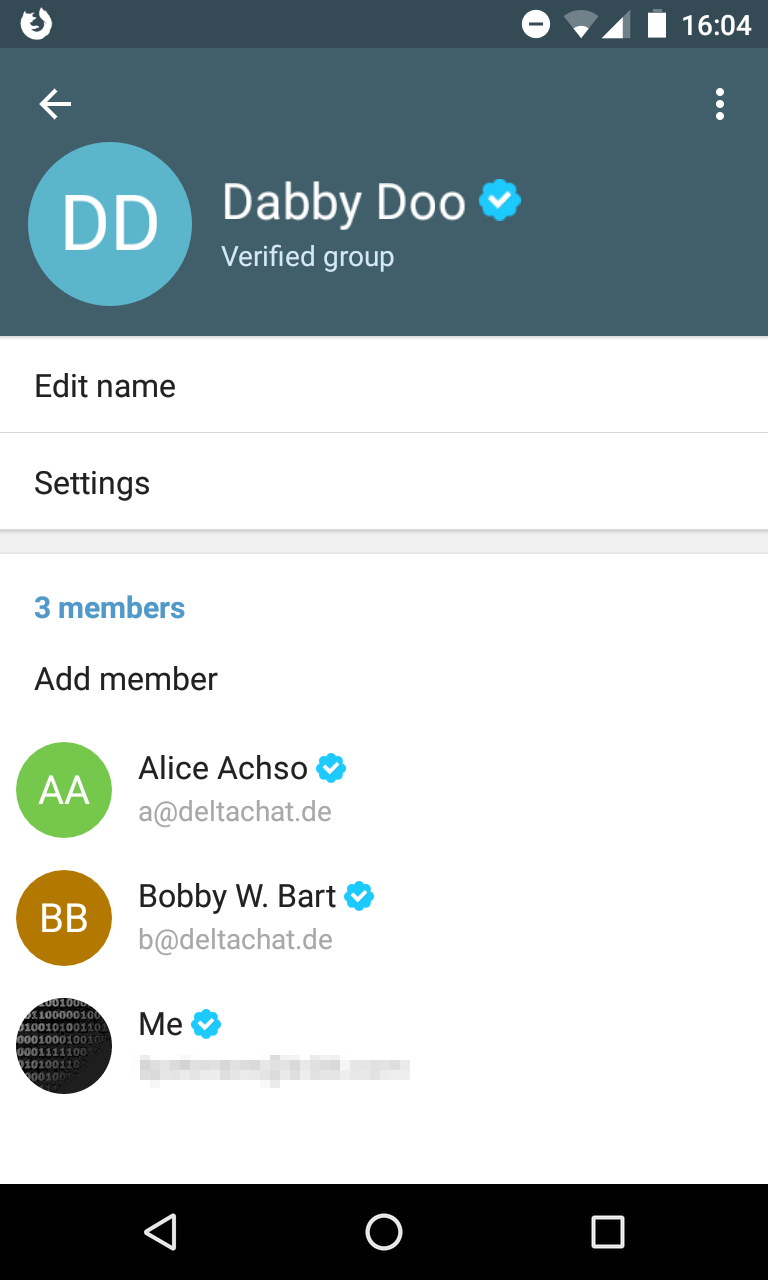 16:04
DD
Dabby Doo
Verified group
Edit name
Settings
3 members
Add member
AA
Alice Achso
a@deltachat.de
BB
Bobby W. Bart
b@deltachat.de
Me